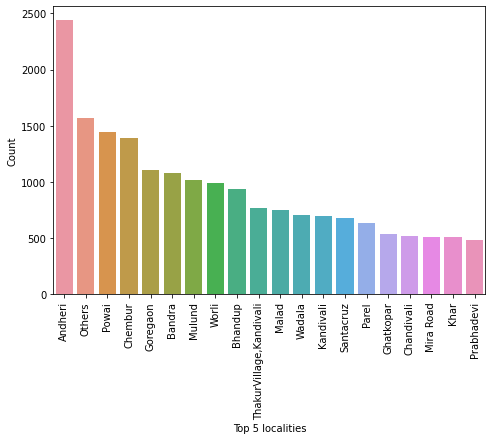 2500
2000
1500
1000
500
0
Count
Andheri
Others
Powai
Chembur
Goregaon
Bandra
Mulund
Worli
Bhandup
ThakurVillage,Kandivali
Malad
Wadala
Kandivali
Santacruz
Parel
Ghatkopar
Chandivali
Mira Road
Khar
Prabhadevi
Top 5 localities